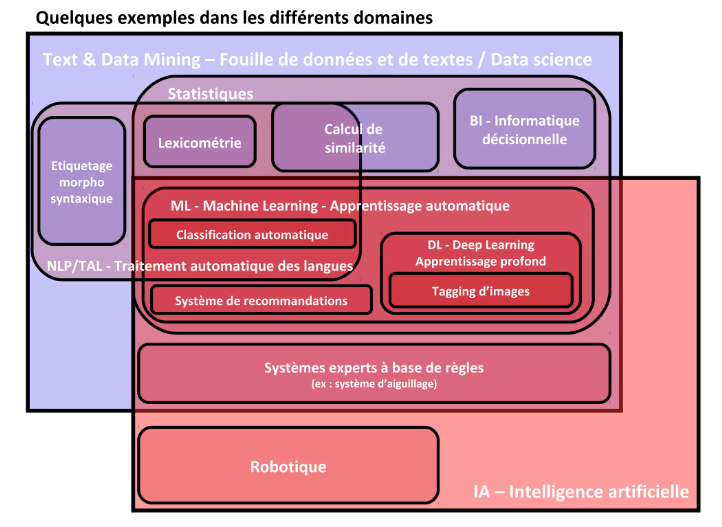 Quelques exemples dans les différents domaines
Text & Data Mining – Fouille de données et de textes / Data science
Statistiques
BI - Informatique
décisionnelle
Calcul de
similarité
Lexicométrie
Etiquetage
morpho
syntaxique
ML - Machine Learning - Apprentissage automatique
Classification automatique
DL - Deep Learning
Apprentissage profond
NLP/TAL - Traitement automatique des langues
Tagging d’images
Système de recommandations
Systèmes experts à base de règles
(ex : système d’aiguillage)
Robotique
IA – Intelligence artificielle